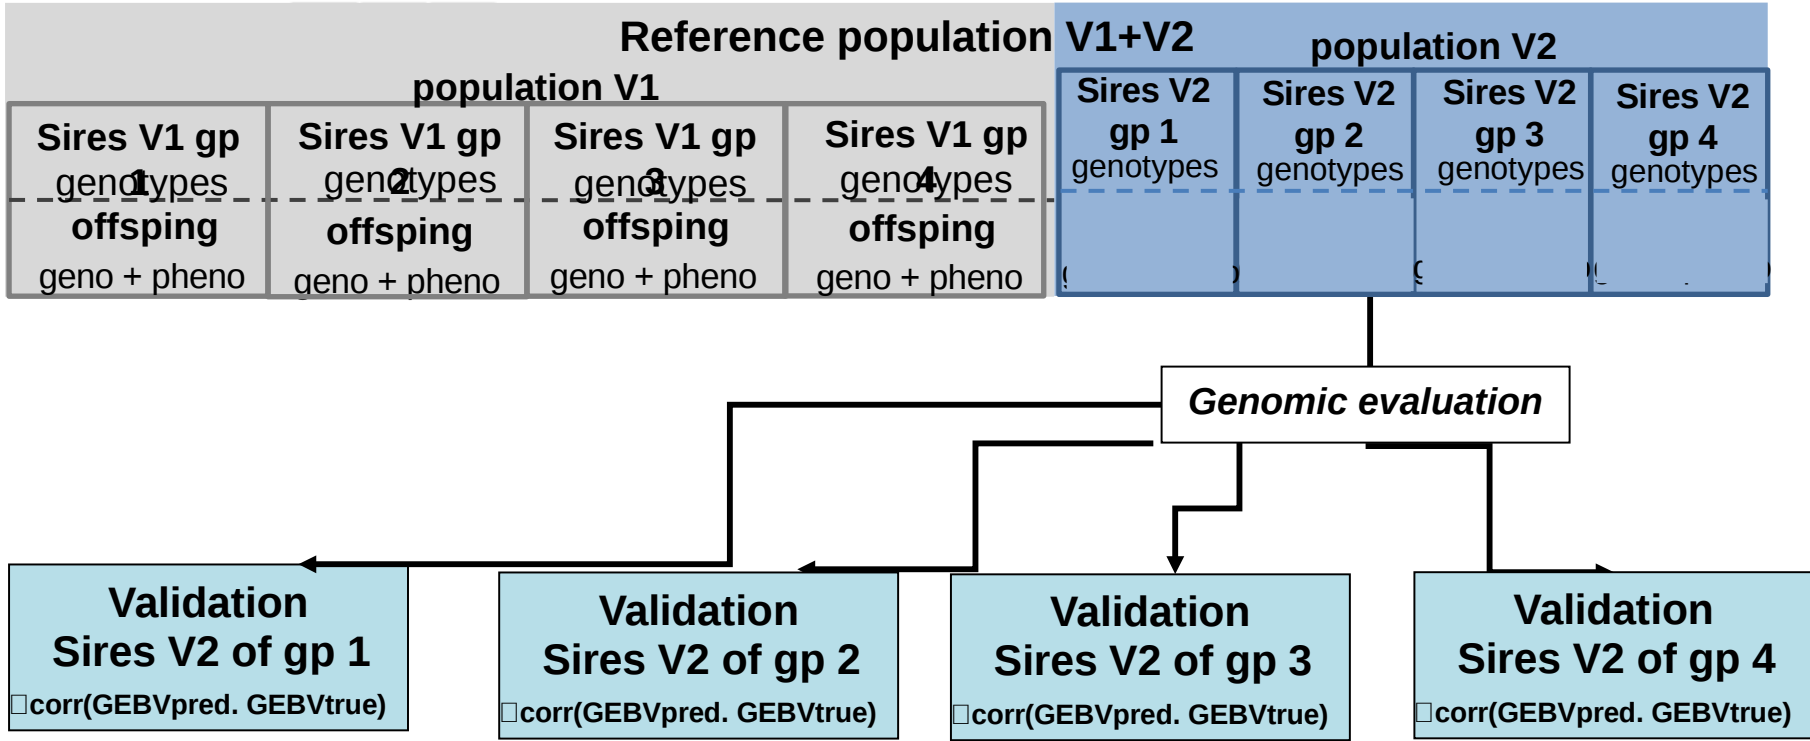 Reference population V1+V2
population V1
population V2
Sires V1 gp 1
genotypes
offsping
geno + pheno
Sires V1 gp 2
genotypes
offsping
geno + pheno
Sires V1 gp 3
genotypes
offsping
geno + pheno
Sires V1 gp 4
genotypes
offsping
geno + pheno
Sires V2
gp 1
genotypes
Sires V2
gp 2
genotypes
Sires V2
gp 3
genotypes
Sires V2
gp 4
genotypes
Genomic evaluation
Validation
Sires V2 of gp 1
corr(GEBVpred. GEBVtrue)
Validation
Sires V2 of gp 2
corr(GEBVpred. GEBVtrue)
Validation
Sires V2 of gp 3
corr(GEBVpred. GEBVtrue)
Validation
Sires V2 of gp 4
corr(GEBVpred. GEBVtrue)